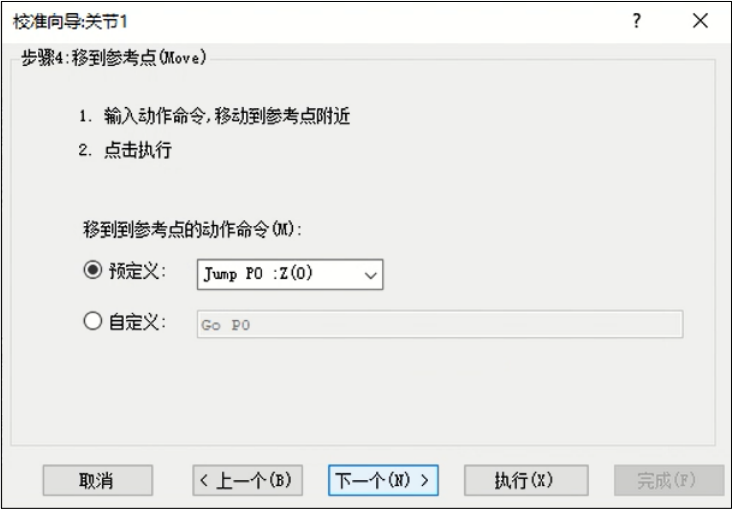 校准向导:关节1 ?
步骤4:移到参考点(Move)
1. 输入动作命令,移动到参考点附近
2. 点击执行
移到到参考点的动作命令(M):
预定义: Jump P0 :Z(0)
自定义: Go P0
取消 < 上一个(B) 下一个(N) > 执行(X) 完成(F)